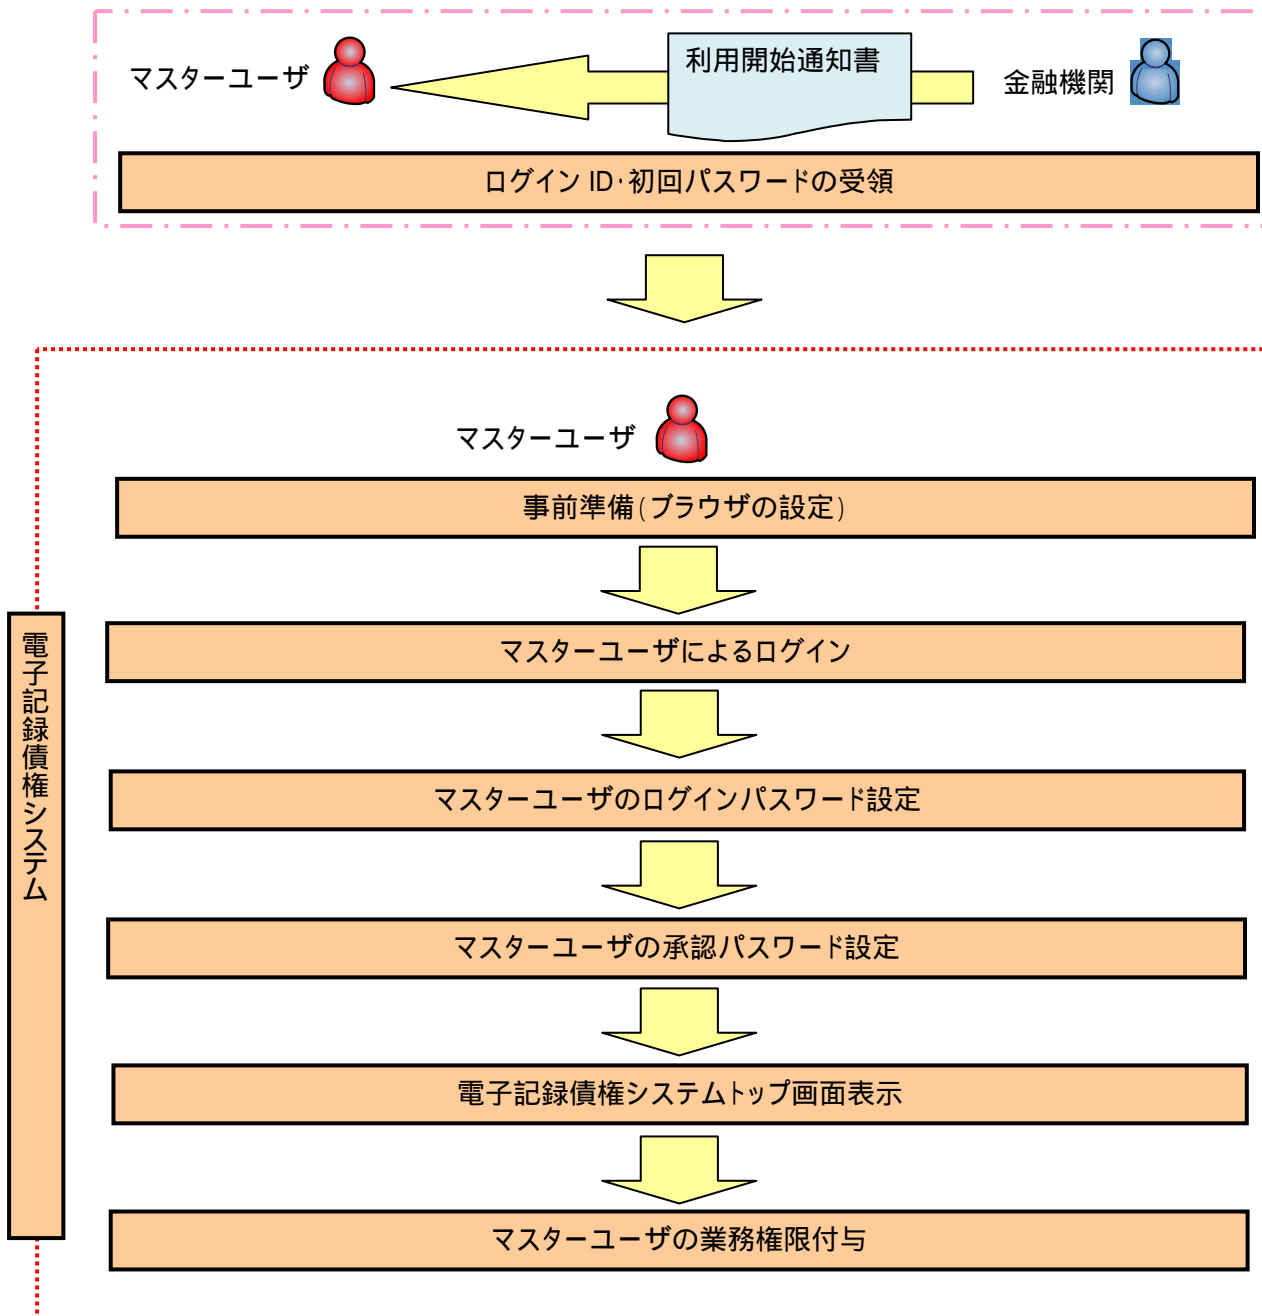 マスターユーザ
利用開始通知書
金融機関
ログイン ID・初回パスワードの受領
マスターユーザ
事前準備(ブラウザの設定)
電子記録債権システム
マスターユーザによるログイン
マスターユーザのログインパスワード設定
マスターユーザの承認パスワード設定
電子記録債権システムトップ画面表示
マスターユーザの業務権限付与